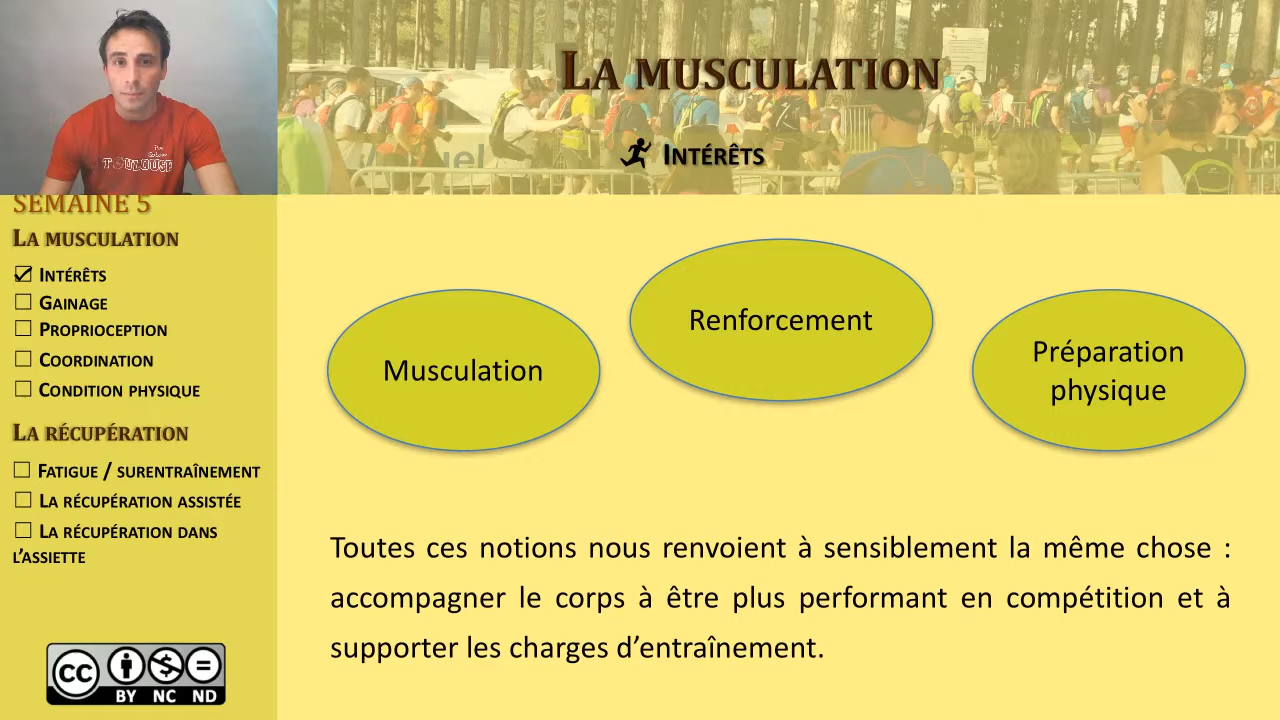 LA MUSCULATION
INTÉRÊTS
TOULOUSE
SEMAINE 5
LA MUSCULATION
☑ INTÉRÊTS
☐ GAINAGE
☐ PROPRIOCEPTION
☐ COORDINATION
☐ CONDITION PHYSIQUE
LA RÉCUPÉRATION
☐ FATIGUE / SURENTRAÎNEMENT
☐ LA RÉCUPÉRATION ASSISTÉE
☐ LA RÉCUPÉRATION DANS
L’ASSIETTE
Musculation
Renforcement
Préparation
physique
Toutes ces notions nous renvoient à sensiblement la même chose :
accompagner le corps à être plus performant en compétition et à
supporter les charges d’entraînement.
CC
BY NC ND